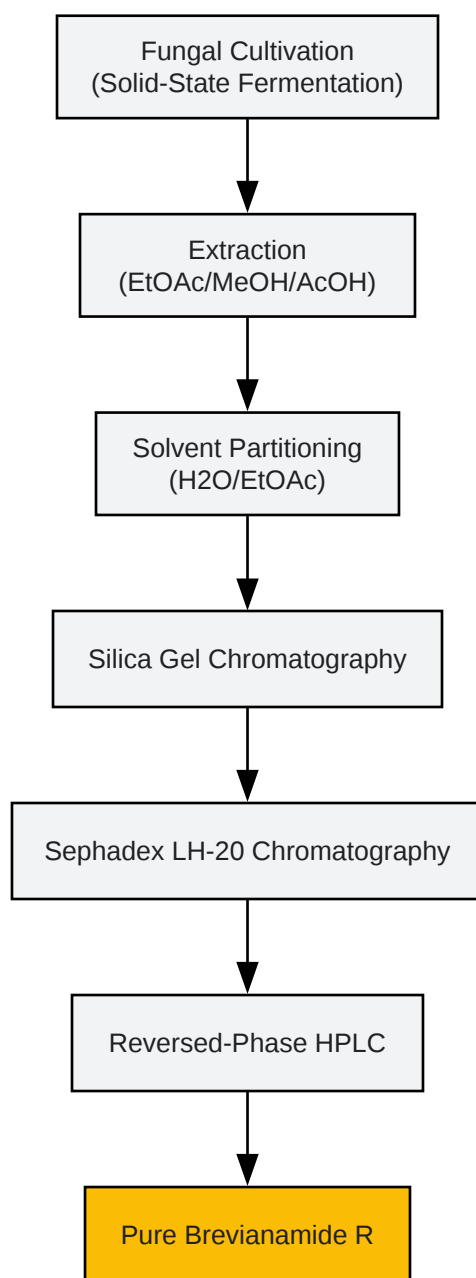 Fungal Cultivation
(Solid-State Fermentation)
Extraction
(EtOAc/MeOH/AcOH)
Solvent Partitioning
(H2O/EtOAc)
Silica Gel Chromatography
Sephadex LH-20 Chromatography
Reversed-Phase HPLC
Pure Brevianamide R